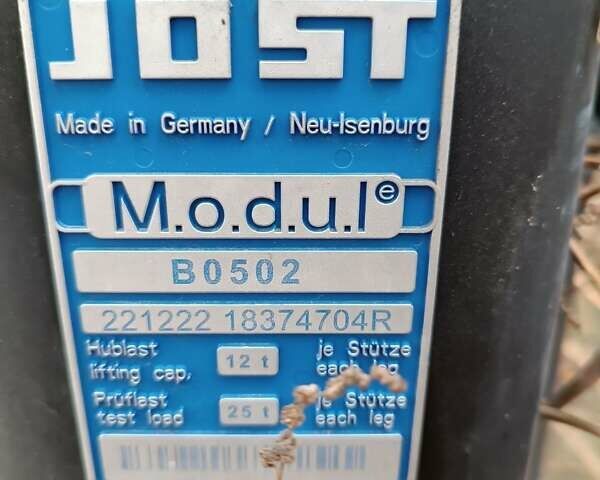 JOST
Made in Germany / Neu-Isenburg
M.o.d.u.l e
B0502
221222 18374704R
Hublast 12 t je Stütze
lifting cap. each leg
Prüflast 25 t je Stütze
test load each leg